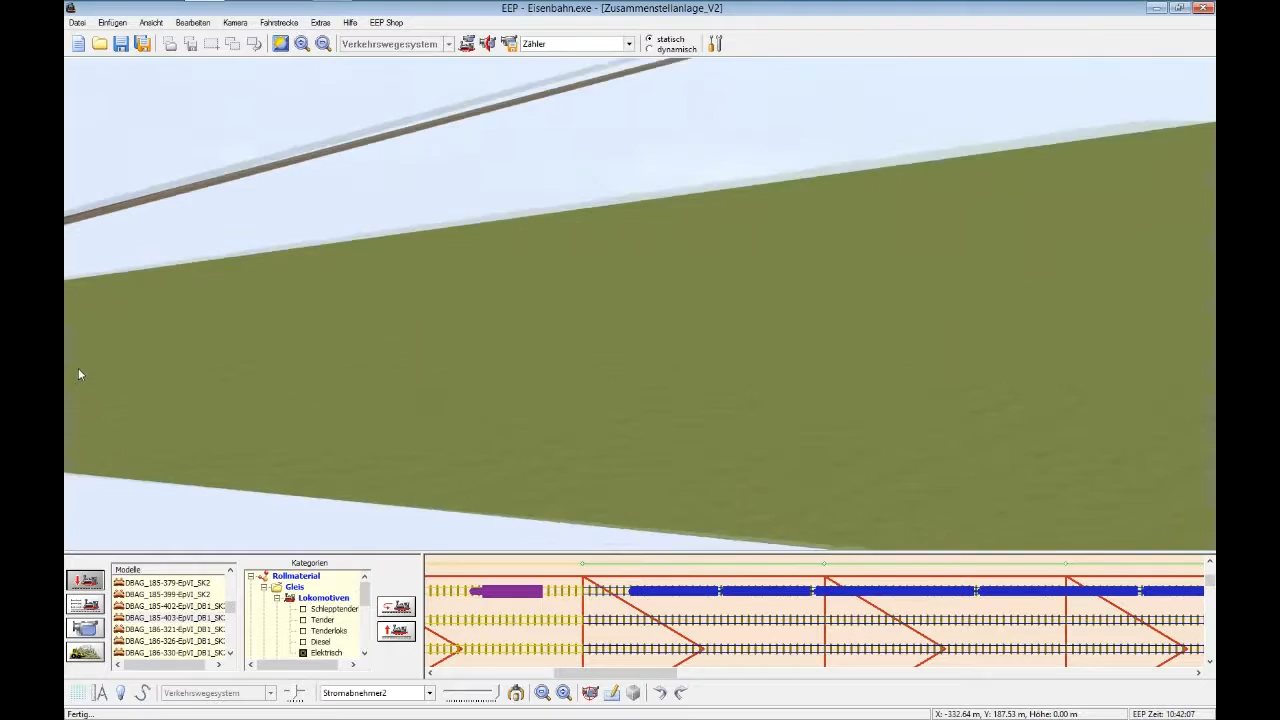 EEP - Eisenbahn.exe - [Zusammenstellanlage_V2]
Datei Einfügen Ansicht Bearbeiten Kamera Fahrstrecke Extras Hilfe EEP Shop
Verkehrswegesystem Zähler statisch
dynamisch
Modelle
DBAG_185-379-EpVI_SK2
DBAG_185-399-EpVI_SK2
DBAG_185-402-EpVI_DB1_SK
DBAG_185-403-EpVI_DB1_SK
DBAG_186-321-EpVI_DB1_SK
DBAG_186-326-EpVI_DB1_SK
DBAG_186-330-EpVI_DB1_SK
Kategorien
Rollmaterial
Gleis
Lokomotiven
Schlepptender
Tender
Tenderloks
Diesel
Elektrisch
Verkehrswegesystem Stromabnehmer2
Fertig... X: -332.64 m, Y: 187.53 m, Höhe: 0.00 m EEP Zeit: 10:42:07